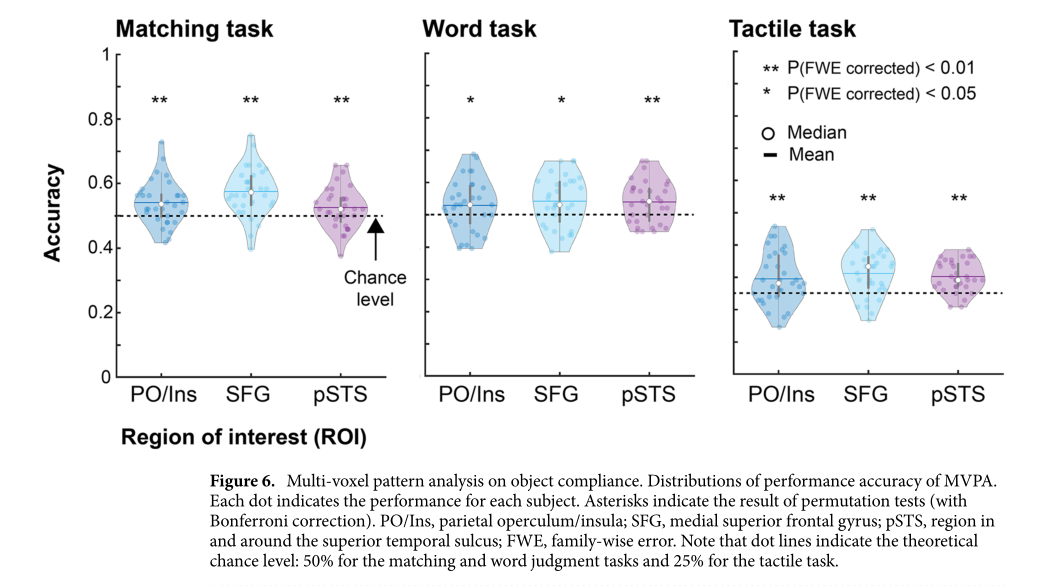 Matching task
Word task
Tactile task
1
0.8
0.6
0.4
0.2
0
Accuracy
** ** **
* * **
** P(FWE corrected) < 0.01
* P(FWE corrected) < 0.05
Median
Mean
** ** **
Chance
level
PO/Ins SFG pSTS
PO/Ins SFG pSTS
PO/Ins SFG pSTS
Region of interest (ROI)
Figure 6. Multi-voxel pattern analysis on object compliance. Distributions of performance accuracy of MVPA.
Each dot indicates the performance for each subject. Asterisks indicate the result of permutation tests (with
Bonferroni correction). PO/Ins, parietal operculum/insula; SFG, medial superior frontal gyrus; pSTS, region in
and around the superior temporal sulcus; FWE, family-wise error. Note that dot lines indicate the theoretical
chance level: 50% for the matching and word judgment tasks and 25% for the tactile task.